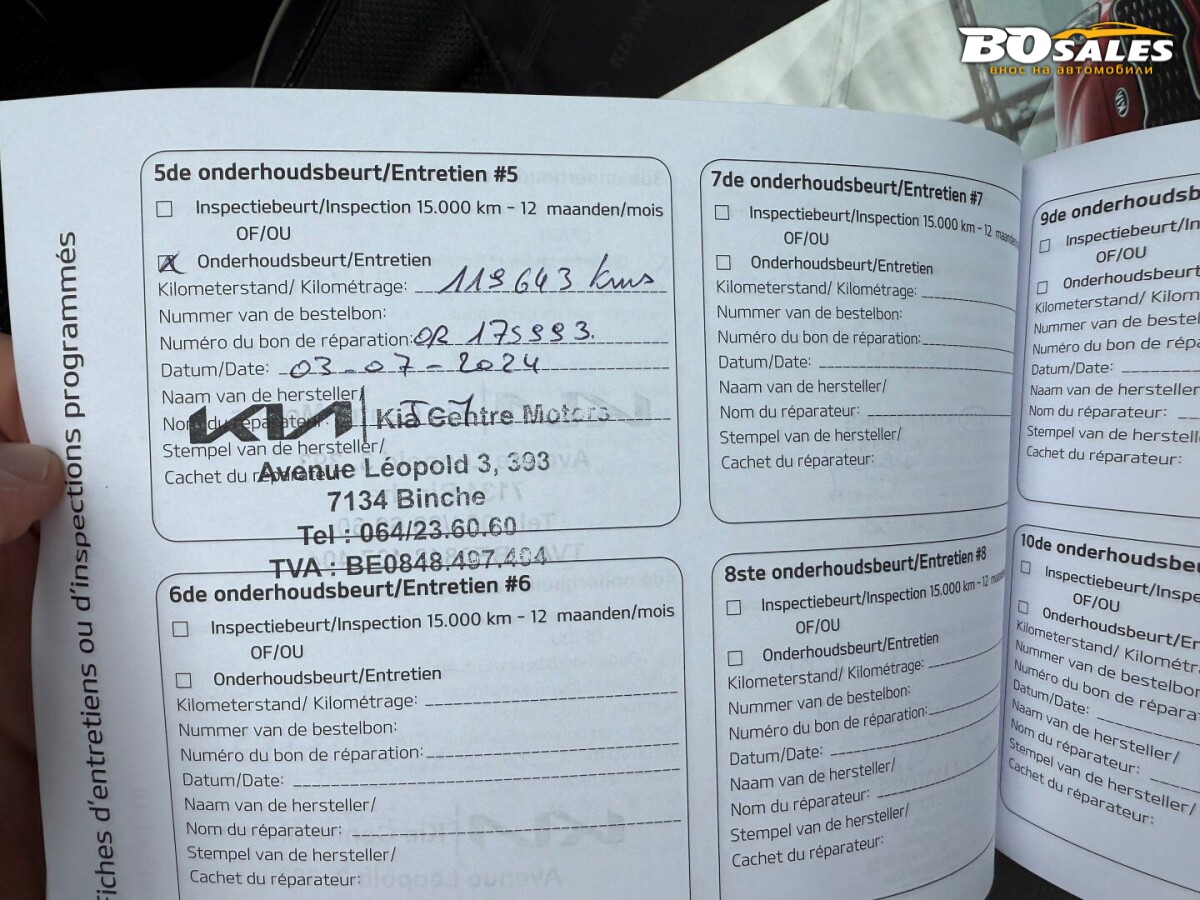 BOSALES
внос на автомобили
Fiches d'entretiens ou d'inspections programmés
5de onderhoudsbeurt/Entretien #5
Inspectiebeurt/Inspection 15.000 km - 12 maanden/mois
OF/OU
Onderhoudsbeurt/Entretien
Kilometerstand/ Kilométrage: 119643 kms
Nummer van de bestelbon:
Numéro du bon de réparation: OR 175993.
Datum/Date: 03-07-2024
Naam van de hersteller/
Nom du réparateur:
KIA Kia Centre Motors
Stempel van de hersteller/
Cachet du réparateur:
Avenue Léopold 3, 393
7134 Binche
Tel : 064/23.60.60
TVA : BE0848.497.404
6de onderhoudsbeurt/Entretien #6
Inspectiebeurt/Inspection 15.000 km - 12 maanden/mois
OF/OU
Onderhoudsbeurt/Entretien
Kilometerstand/ Kilométrage:
Nummer van de bestelbon:
Numéro du bon de réparation:
Datum/Date:
Naam van de hersteller/
Nom du réparateur:
Stempel van de hersteller/
Cachet du réparateur:
7de onderhoudsbeurt/Entretien #7
Inspectiebeurt/Inspection 15.000 km - 12 maanden/mois
OF/OU
Onderhoudsbeurt/Entretien
Kilometerstand/ Kilométrage:
Nummer van de bestelbon:
Numéro du bon de réparation:
Datum/Date:
Naam van de hersteller/
Nom du réparateur:
Stempel van de hersteller/
Cachet du réparateur:
8ste onderhoudsbeurt/Entretien #8
Inspectiebeurt/Inspection 15.000 km - 12
OF/OU
Onderhoudsbeurt/Entretien
Kilometerstand/ Kilométrage:
Nummer van de bestelbon:
Numéro du bon de réparation:
Datum/Date:
Naam van de hersteller/
Nom du réparateur:
Stempel van de hersteller/
Cachet du réparateur:
9de onderhoudsb
Inspectiebeurt/In
OF/OU
Onderhoudsbeurt
Kilometerstand/ Kilom
Nummer van de bestel
Numéro du bon de répa
Datum/Date:
Naam van de hersteller
Nom du réparateur:
Stempel van de herstell
Cachet du réparateur:
10de onderhoudsbe
Inspectiebeurt/Inspe
OF/OU
Onderhoudsbeurt/En
Kilometerstand/ Kilométr
Nummer van de bestelbon
Numéro du bon de répara
Datum/Date:
Naam van de hersteller/
Nom du réparateur:
Stempel van de hersteller/
Cachet du réparateur: